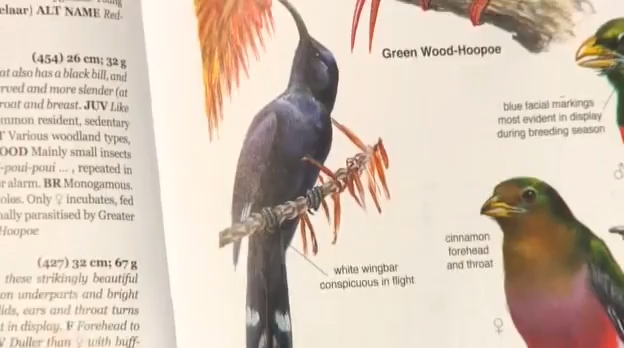 elaar) ALT NAME Red-
(454) 26 cm; 32 g
at also has a black bill, and
rved and more slender (at
roat and breast. JUV Like
mmon resident, sedentary
Various woodland types,
OOD Mainly small insects
-poui-poui ... , repeated in
r alarm. BR Monogamous.
oles. Only ♀ incubates, fed
nally parasitised by Greater
Hoopoe
(427) 32 cm; 67 g
these strikingly beautiful
on underparts and bright
lids, ears and throat turns
t in display. F Forehead to
V Duller than ♀ with buff-
Green Wood-Hoopoe
blue facial markings
most evident in display
during breeding season
♂
cinnamon
forehead
and throat
♀
white wingbar
conspicuous in flight